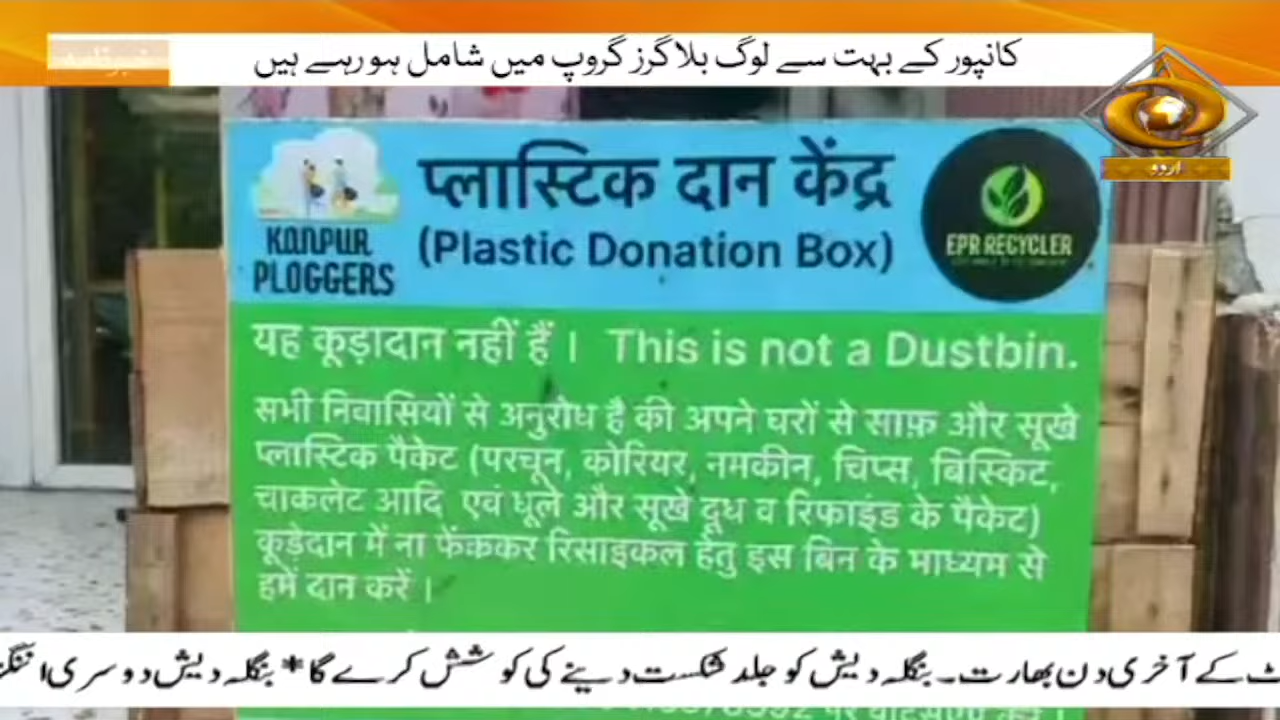 کانپور کے بہت سے لوگ بلاگرز گروپ میں شامل ہو رہے ہیں
خبرنامہ
اردو
KANPUR
PLOGGERS
प्लास्टिक दान केंद्र
(Plastic Donation Box)
EPR RECYCLER
यह कूड़ादान नहीं हैं। This is not a Dustbin.
सभी निवासियों से अनुरोध है की अपने घरों से साफ़ और सूखे
प्लास्टिक पैकेट (परचून, कोरियर, नमकीन, चिप्स, बिस्किट,
चाकलेट आदि एवं धूले और सूखे दूध व रिफाइंड के पैकेट)
कूड़ेदान में ना फेंककर रिसाइकल हेतु इस बिन के माध्यम से
हमें दान करें।
کے آخری دن بھارت۔ بنگلہ دیش کو جلد شکست دینے کی کوشش کرے گا * بنگلہ دیش دوسری